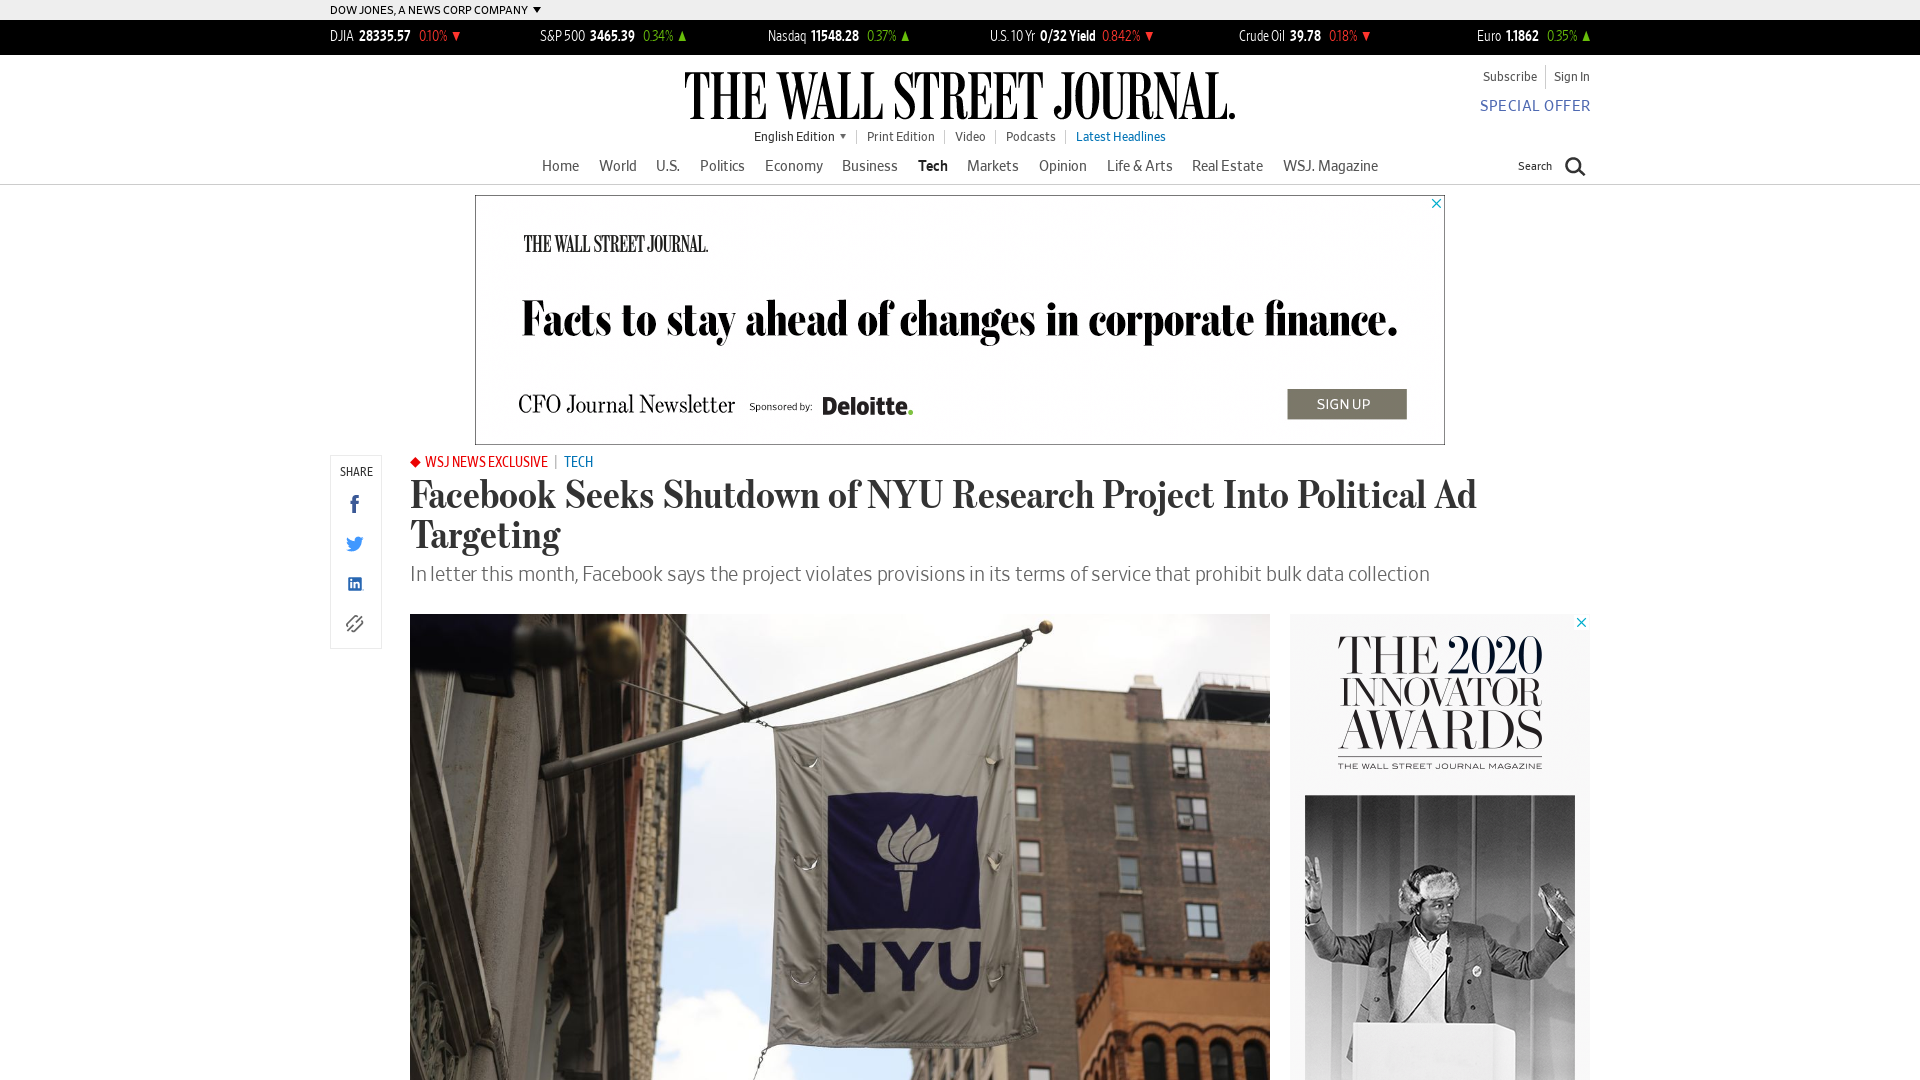 DOW JONES, A NEWS CORP COMPANY
DJIA 28335.57 0.10%
S&P 500 3465.39 0.34%
Nasdaq 11548.28 0.37%
U.S. 10 Yr 0/32 Yield 0.842%
Crude Oil 39.78 0.18%
Euro 1.1862 0.35%
THE WALL STREET JOURNAL.
Subscribe
Sign In
SPECIAL OFFER
English Edition
Print Edition
Video
Podcasts
Latest Headlines
Home World U.S. Politics Economy Business Tech Markets Opinion Life & Arts Real Estate WSJ. Magazine
Search
THE WALL STREET JOURNAL.
Facts to stay ahead of changes in corporate finance.
CFO Journal Newsletter Sponsored by: Deloitte.
SIGN UP
SHARE
WSJ NEWS EXCLUSIVE | TECH
Facebook Seeks Shutdown of NYU Research Project Into Political Ad
Targeting
In letter this month, Facebook says the project violates provisions in its terms of service that prohibit bulk data collection
NYU
THE 2020
INNOVATOR
AWARDS
THE WALL STREET JOURNAL MAGAZINE